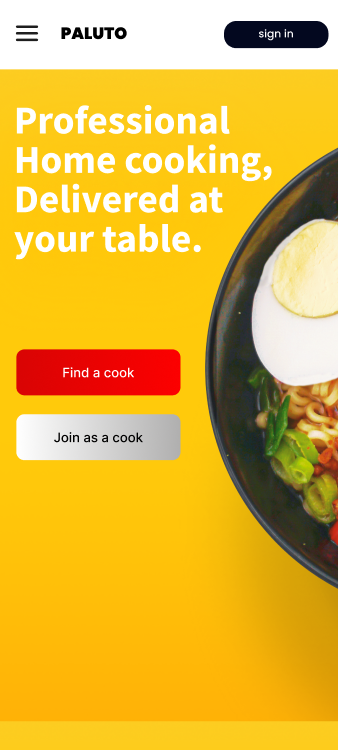 PALUTO
sign in
Professional
Home cooking,
Delivered at
your table.
Find a cook
Join as a cook